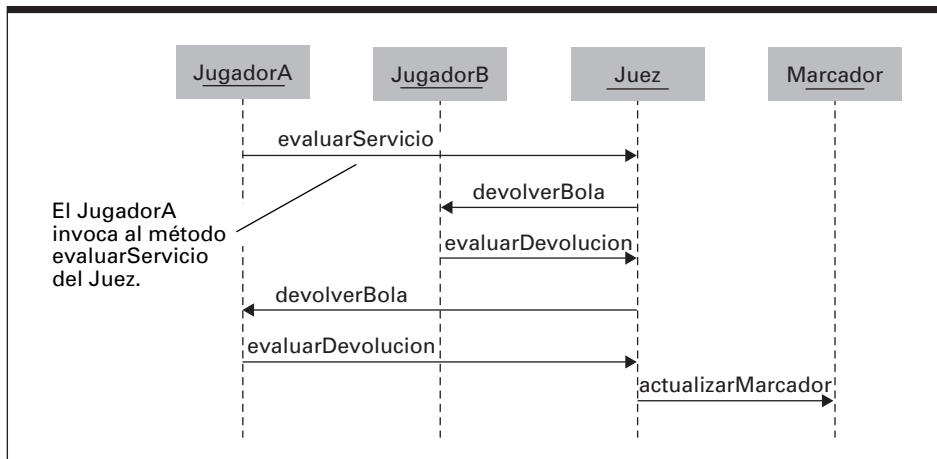 JugadorA
JugadorB
Juez
Marcador
evaluarServicio
devolverBola
El JugadorA
invoca al método
evaluarServicio
del Juez.
evaluarDevolucion
devolverBola
evaluarDevolucion
actualizarMarcador